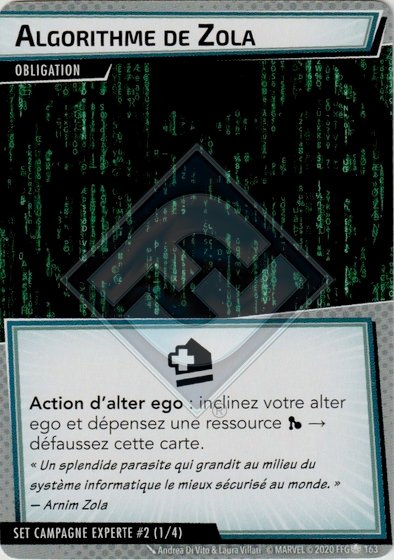 Algorithme de Zola
OBLIGATION
Action d'alter ego : inclinez votre alter
ego et dépensez une ressource →
défaussez cette carte.
« Un splendide parasite qui grandit au milieu du
système informatique le mieux sécurisé au monde. »
— Arnim Zola
SET CAMPAGNE EXPERTE #2 (1/4)
Andrea Di Vito & Laura Villari © MARVEL © 2020 FFG 163